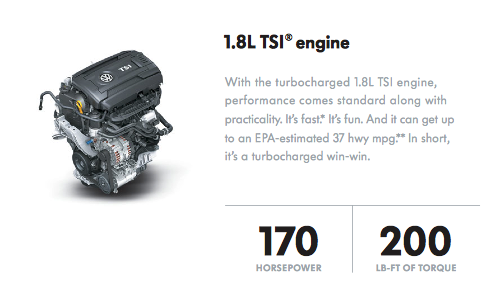 1.8L TSI® engine
TSI
With the turbocharged 1.8L TSI engine,
performance comes standard along with
practicality. It's fast.* It's fun. And it can get up
to an EPA-estimated 37 hwy mpg.** In short,
it's a turbocharged win-win.
170
HORSEPOWER
200
LB-FT OF TORQUE